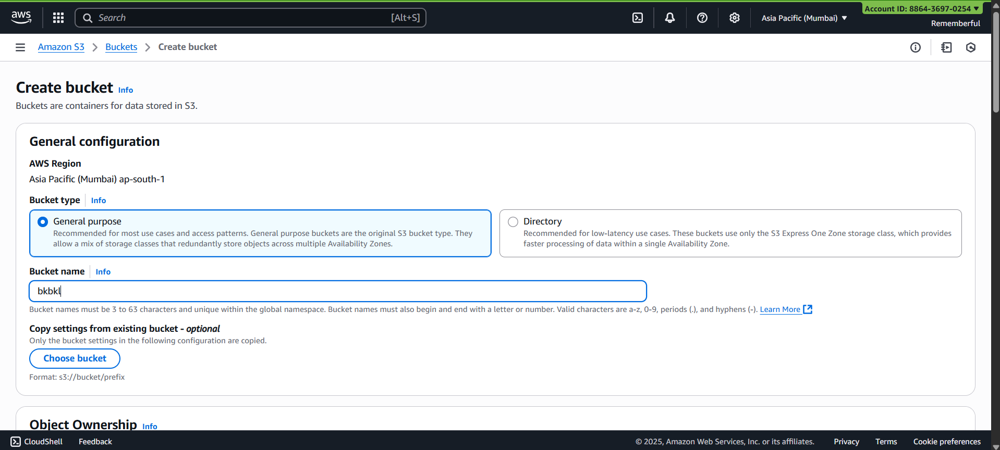 aws
Search [Alt+S]
Asia Pacific (Mumbai)
Account ID: 8864-3697-0254
Rememberful
Amazon S3 > Buckets > Create bucket
Create bucket Info
Buckets are containers for data stored in S3.
General configuration
AWS Region
Asia Pacific (Mumbai) ap-south-1
Bucket type Info
General purpose
Recommended for most use cases and access patterns. General purpose buckets are the original S3 bucket type. They
allow a mix of storage classes that redundantly store objects across multiple Availability Zones.
Directory
Recommended for low-latency use cases. These buckets use only the S3 Express One Zone storage class, which provides
faster processing of data within a single Availability Zone.
Bucket name Info
bkbkl
Bucket names must be 3 to 63 characters and unique within the global namespace. Bucket names must also begin and end with a letter or number. Valid characters are a-z, 0-9, periods (.), and hyphens (-). Learn More
Copy settings from existing bucket - optional
Only the bucket settings in the following configuration are copied.
Choose bucket
Format: s3://bucket/prefix
Object Ownership Info
CloudShell Feedback © 2025, Amazon Web Services, Inc. or its affiliates. Privacy Terms Cookie preferences